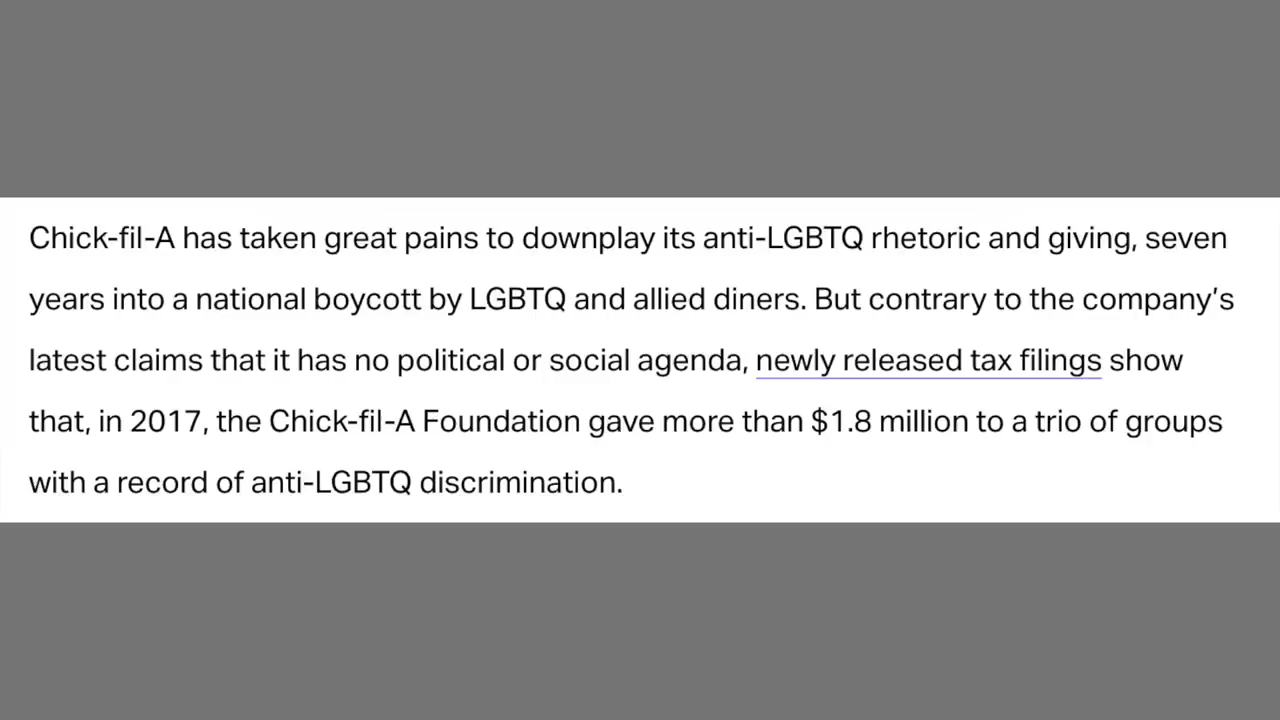 Chick-fil-A has taken great pains to downplay its anti-LGBTQ rhetoric and giving, seven
years into a national boycott by LGBTQ and allied diners. But contrary to the company’s
latest claims that it has no political or social agenda, newly released tax filings show
that, in 2017, the Chick-fil-A Foundation gave more than $1.8 million to a trio of groups
with a record of anti-LGBTQ discrimination.